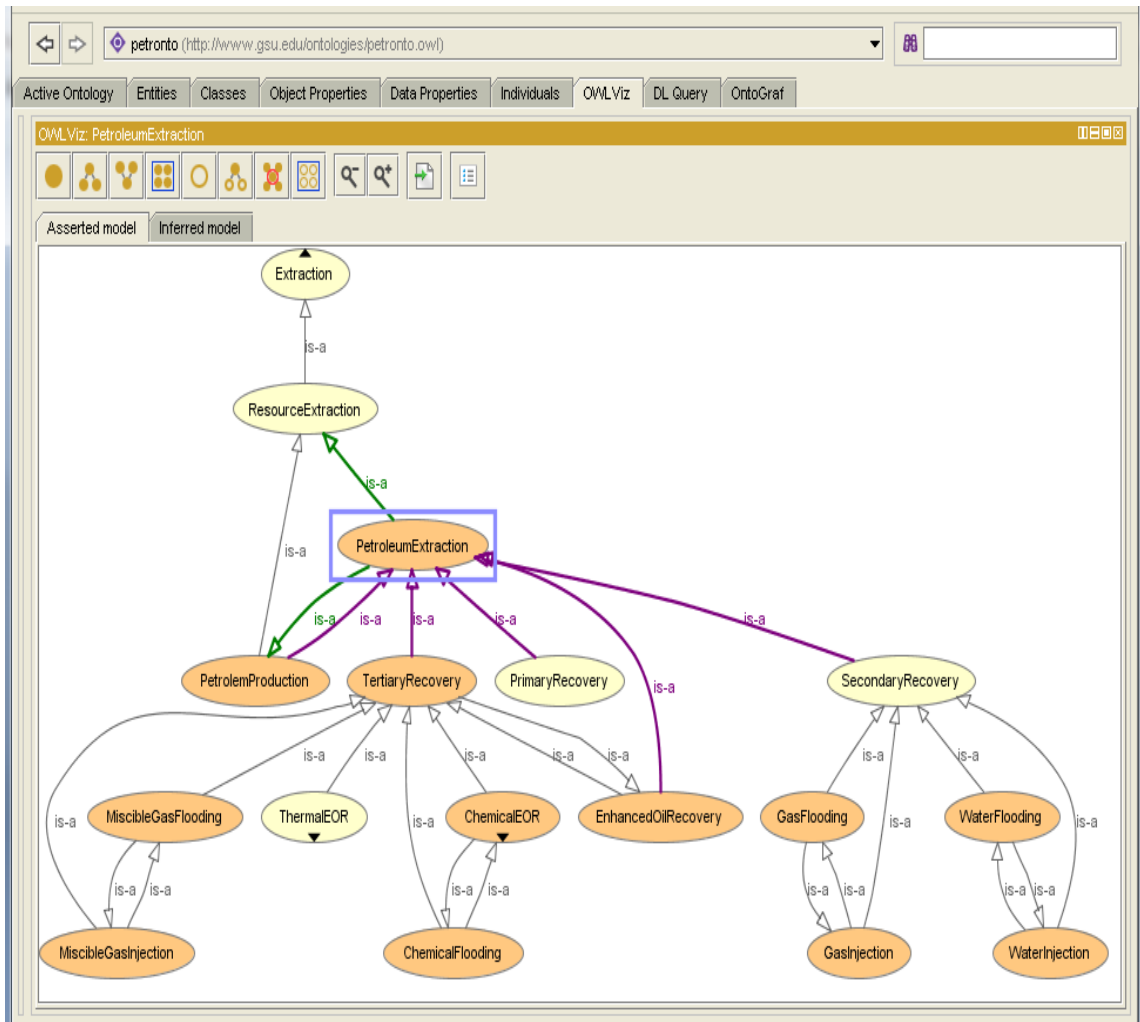 petronto (http://www.gsu.edu/ontologies/petronto.owl)
Active Ontology Entities Classes Object Properties Data Properties Individuals OWLViz DL Query OntoGraf
OWLViz: PetroleumExtraction
Asserted model Inferred model
Extraction
is-a
ResourceExtraction
is-a
is-a
PetroleumExtraction
is-a is-a is-a is-a is-a
PetrolemProduction TertiaryRecovery PrimaryRecovery SecondaryRecovery
is-a
is-a is-a is-a is-a is-a is-a is-a
MiscibleGasFlooding ThermalEOR ChemicalEOR EnhancedOilRecovery GasFlooding WaterFlooding
is-a is-a is-a is-a
is-a is-a is-a is-a is-a is-a is-a is-a
MiscibleGasInjection ChemicalFlooding GasInjection WaterInjection